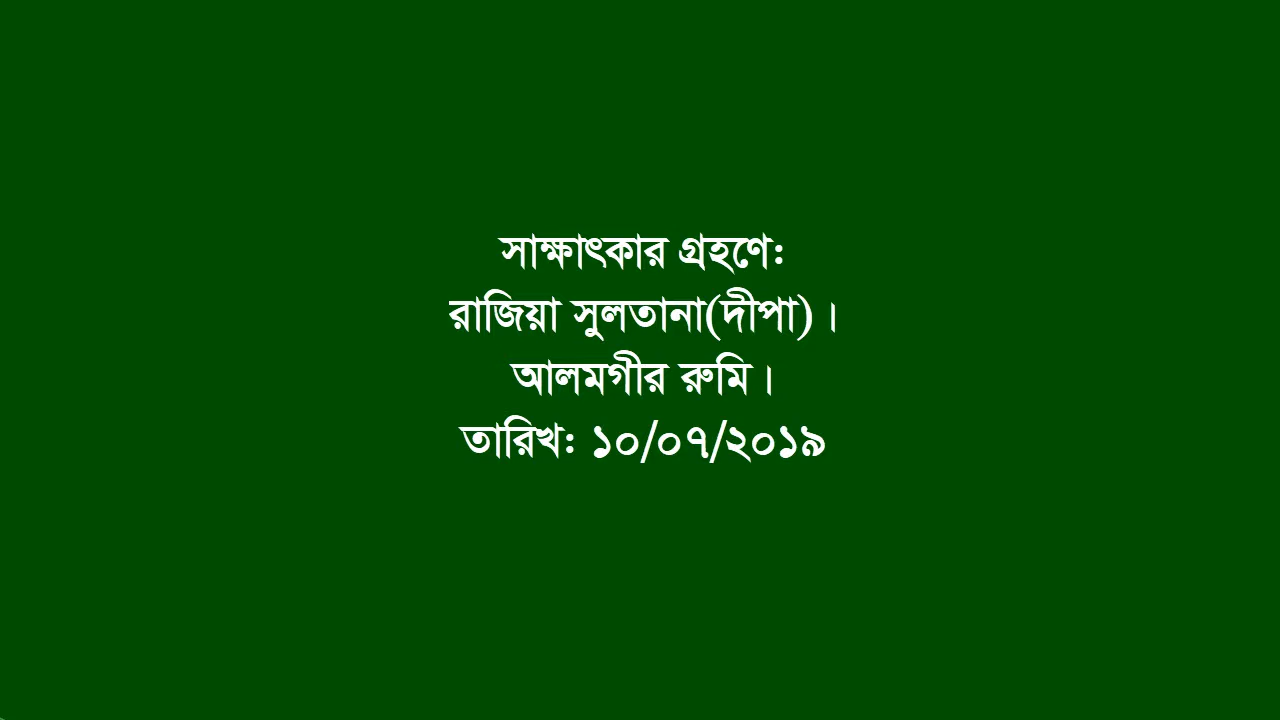 সাক্ষাৎকার গ্রহণে:
রাজিয়া সুলতানা(দীপা)।
আলমগীর রুমি।
তারিখ: ১০/০৭/২০১৯